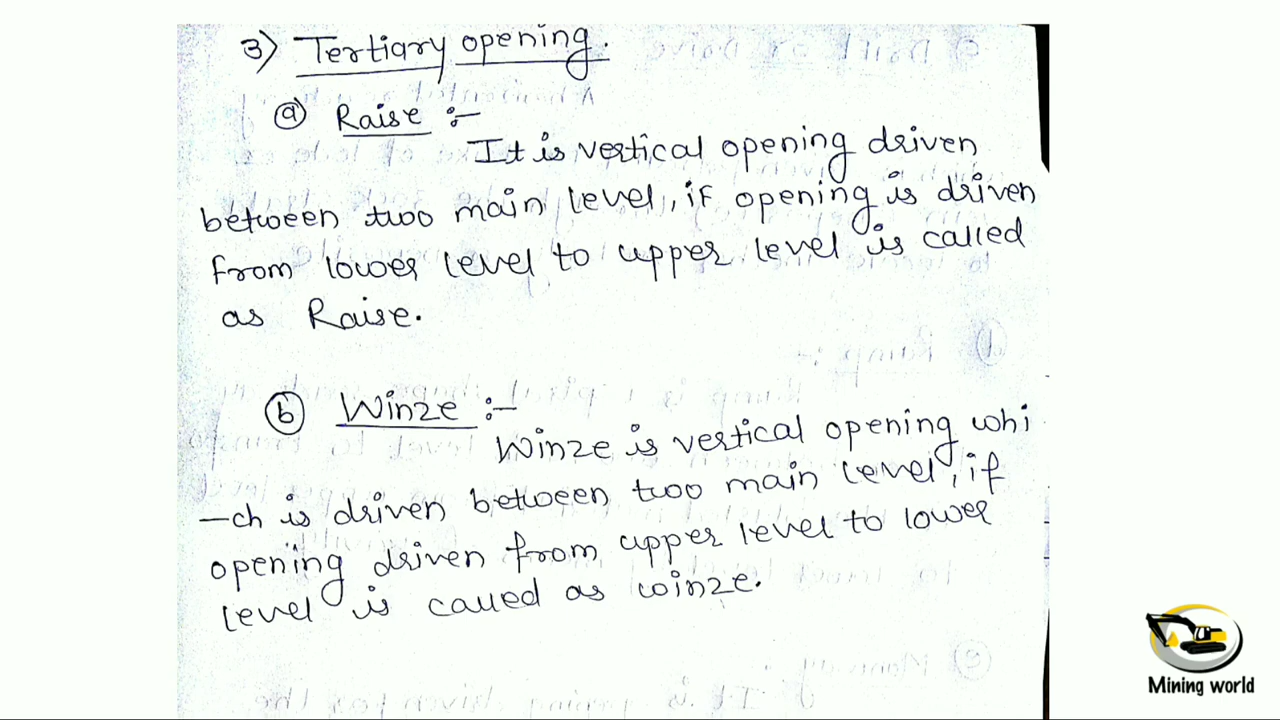 3) Tertiary opening.
(a) Raise :-
It is vertical opening driven
between two main level, if opening is driven
from lower level to upper level is called
as Raise.
(b) Winze :-
Winze is vertical opening whi
-ch is driven between two main level, if
opening driven from upper level to lower
level is called as winze.
Mining world